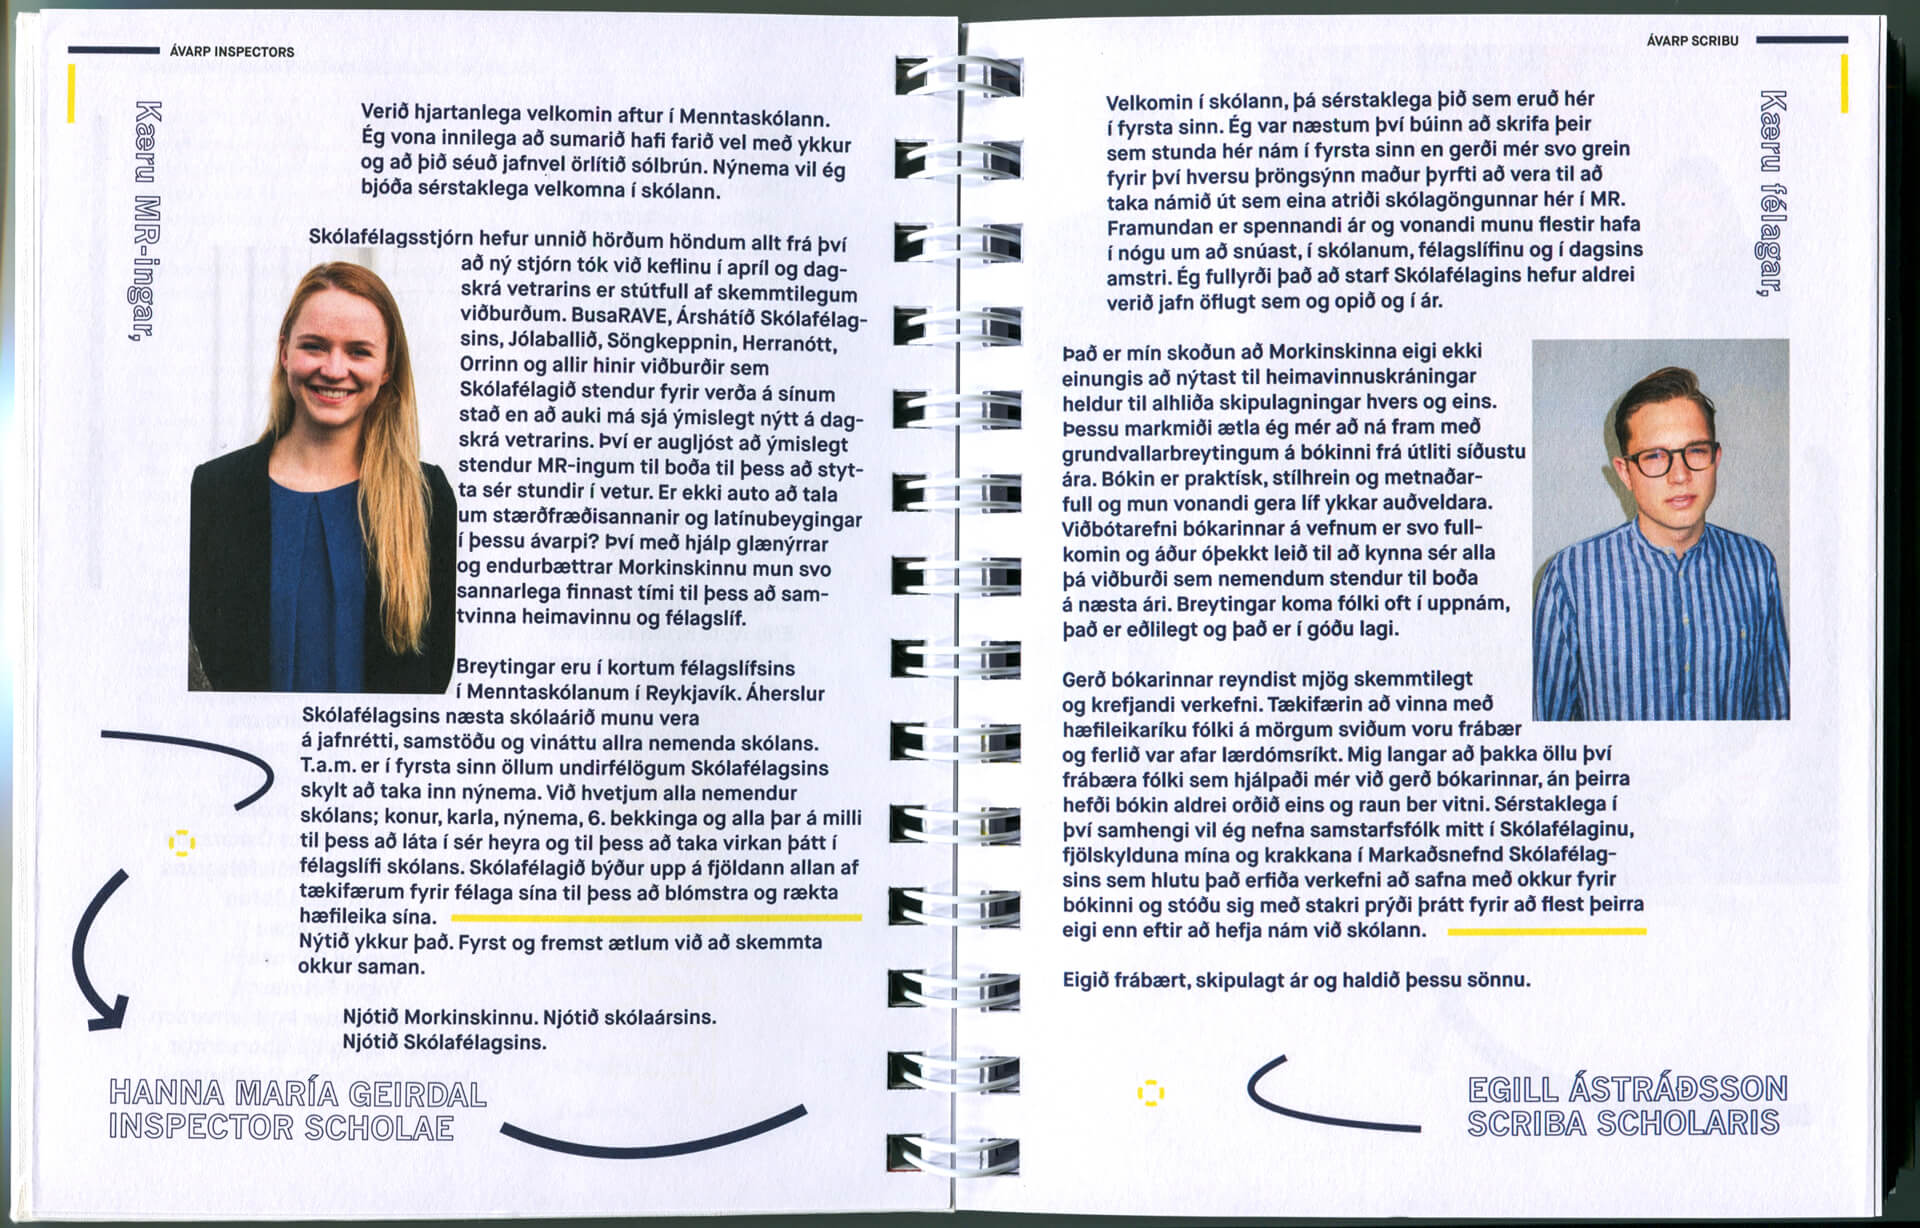 ÁVARP INSPECTORS
Kæru MR-ingar,
Verið hjartanlega velkomin aftur í Menntaskólann.
Ég vona innilega að sumarið hafi farið vel með ykkur
og að þið séuð jafnvel örlítið sólbrún. Nýnema vil ég
bjóða sérstaklega velkomna í skólann.
Skólafélagsstjórn hefur unnið hörðum höndum allt frá því
að ný stjórn tók við keflinu í apríl og dag-
skrá vetrarins er stútfull af skemmtilegum
viðburðum. BusaRAVE, Árshátíð Skólafélag-
sins, Jólaballið, Söngkeppnin, Herranótt,
Orrinn og allir hinir viðburðir sem
Skólafélagið stendur fyrir verða á sínum
stað en að auki má sjá ýmislegt nýtt á dag-
skrá vetrarins. Því er augljóst að ýmislegt
stendur MR-ingum til boða til þess að styt-
ta sér stundir í vetur. Er ekki auto að tala
um stærðfræðisannanir og latínubeygingar
í þessu ávarpi? Því með hjálp glænýrrar
og endurbættrar Morkinskinnu mun svo
sannarlega finnast tími til þess að sam-
tvinna heimavinnu og félagslíf.
Breytingar eru í kortum félagslífsins
í Menntaskólanum í Reykjavík. Áherslur
Skólafélagsins næsta skólaárið munu vera
á jafnrétti, samstöðu og vináttu allra nemenda skólans.
T.a.m. er í fyrsta sinn öllum undirfélögum Skólafélagsins
skylt að taka inn nýnema. Við hvetjum alla nemendur
skólans; konur, karla, nýnema, 6. bekkinga og alla þar á milli
til þess að láta í sér heyra og til þess að taka virkan þátt í
félagslífi skólans. Skólafélagið býður upp á fjöldann allan af
tækifærum fyrir félaga sína til þess að blómstra og rækta
hæfileika sína.
Nýtið ykkur það. Fyrst og fremst ætlum við að skemmta
okkur saman.
Njótið Morkinskinnu. Njótið skólaársins.
Njótið Skólafélagsins.
HANNA MARÍA GEIRDAL
INSPECTOR SCHOLAE
ÁVARP SCRIBU
Kæru félagar,
Velkomin í skólann, þá sérstaklega þið sem eruð hér
í fyrsta sinn. Ég var næstum því búinn að skrifa þeir
sem stunda hér nám í fyrsta sinn en gerði mér svo grein
fyrir því hversu þröngsýnn maður þyrfti að vera til að
taka námið út sem eina atriði skólagöngunnar hér í MR.
Framundan er spennandi ár og vonandi munu flestir hafa
í nógu um að snúast, í skólanum, félagslífinu og í dagsins
amstri. Ég fullyrði það að starf Skólafélagins hefur aldrei
verið jafn öflugt sem og opið og í ár.
Það er mín skoðun að Morkinskinna eigi ekki
einungis að nýtast til heimavinnuskráningar
heldur til alhliða skipulagningar hvers og eins.
Þessu markmiði ætla ég mér að ná fram með
grundvallarbreytingum á bókinni frá útliti síðustu
ára. Bókin er praktísk, stílhrein og metnaðar-
full og mun vonandi gera líf ykkar auðveldara.
Viðbótarefni bókarinnar á vefnum er svo full-
komin og áður óþekkt leið til að kynna sér alla
þá viðburði sem nemendum stendur til boða
á næsta ári. Breytingar koma fólki oft í uppnám,
það er eðlilegt og það er í góðu lagi.
Gerð bókarinnar reyndist mjög skemmtilegt
og krefjandi verkefni. Tækifærin að vinna með
hæfileikaríku fólki á mörgum sviðum voru frábær
og ferlið var afar lærdómsríkt. Mig langar að þakka öllu því
frábæra fólki sem hjálpaði mér við gerð bókarinnar, án þeirra
hefði bókin aldrei orðið eins og raun ber vitni. Sérstaklega í
því samhengi vil ég nefna samstarfsfólk mitt í Skólafélaginu,
fjölskylduna mína og krakkana í Markaðsnefnd Skólafélag-
sins sem hlutu það erfiða verkefni að safna með okkur fyrir
bókinni og stóðu sig með stakri prýði þrátt fyrir að flest þeirra
eigi enn eftir að hefja nám við skólann.
Eigið frábært, skipulagt ár og haldið þessu sönnu.
EGILL ÁSTRÁÐSSON
SCRIBA SCHOLARIS